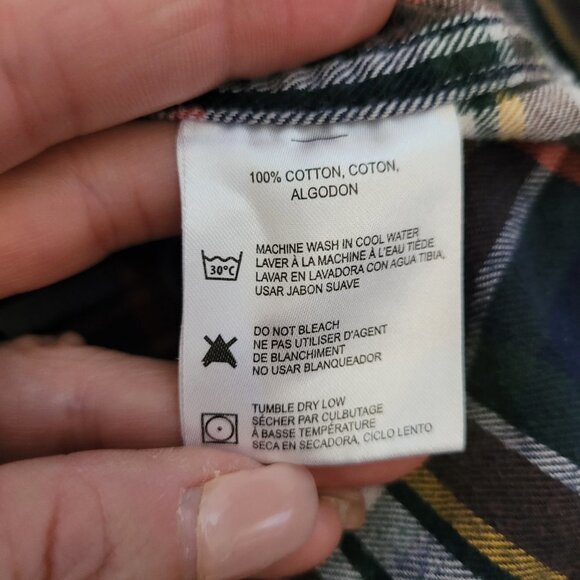 100% COTTON, COTON,
ALGODON
30°C
MACHINE WASH IN COOL WATER
LAVER À LA MACHINE À L'EAU TIÈDE
LAVAR EN LAVADORA CON AGUA TIBIA,
USAR JABON SUAVE
DO NOT BLEACH
NE PAS UTILISER D'AGENT
DE BLANCHIMENT
NO USAR BLANQUEADOR
TUMBLE DRY LOW
SÉCHER PAR CULBUTAGE
À BASSE TEMPÉRATURE
SECA EN SECADORA, CICLO LENTO